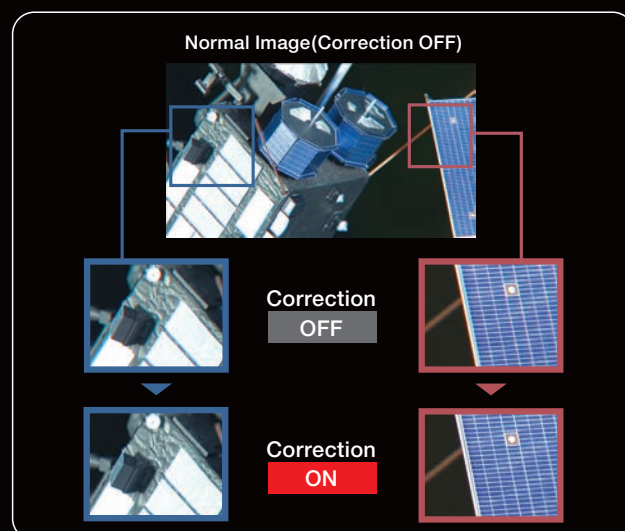 Normal Image(Correction OFF)
Correction
OFF
Correction
ON